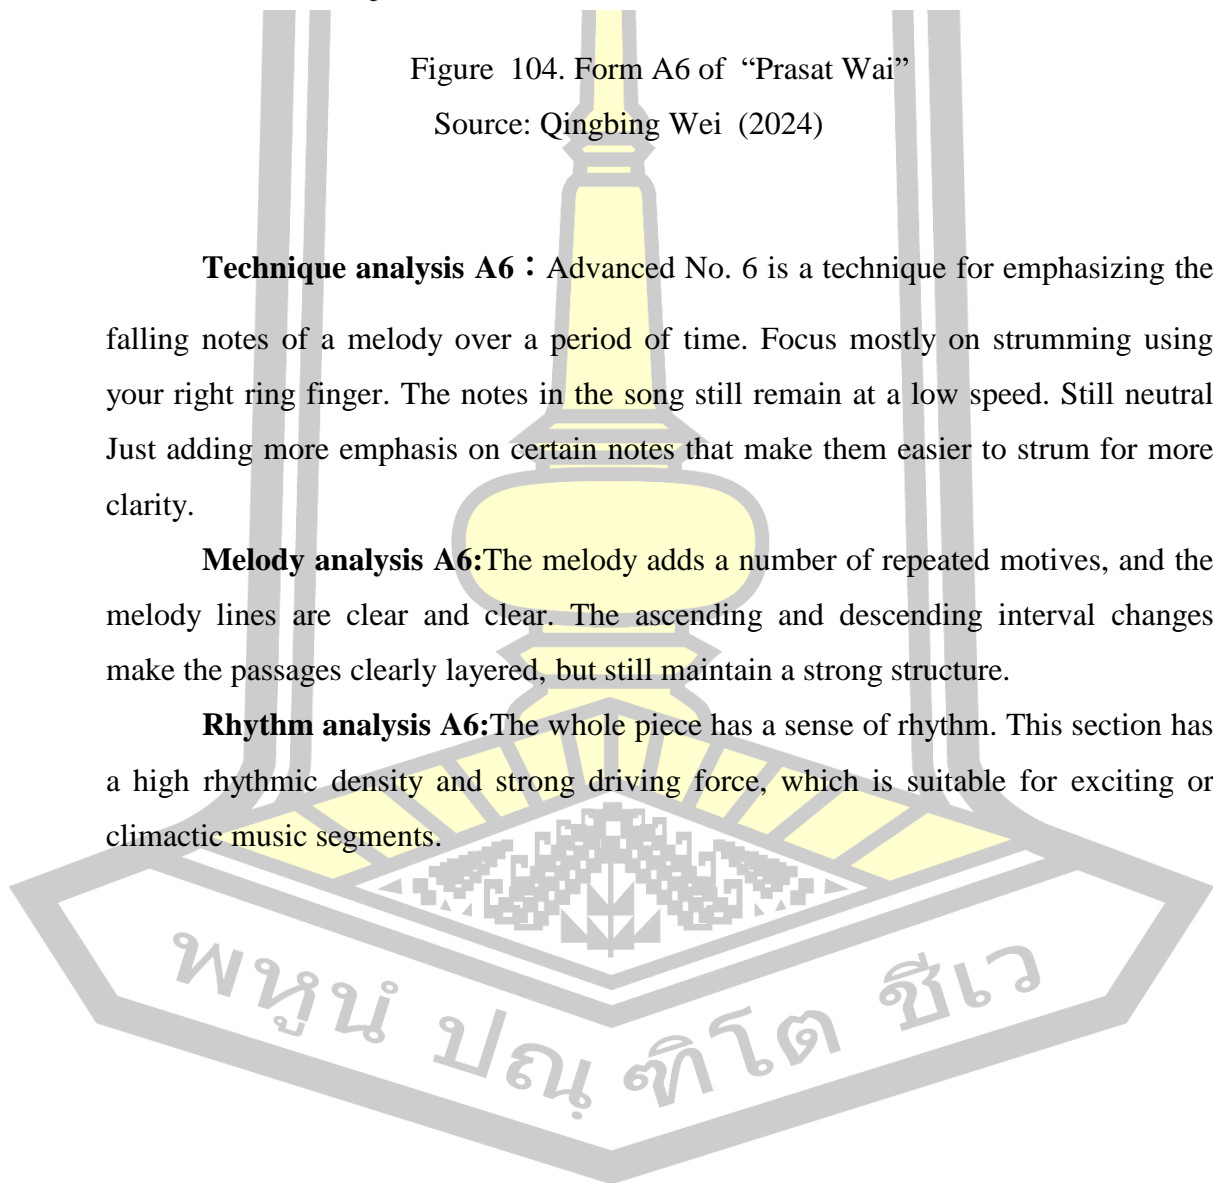 Figure 104. Form A6 of “Prasat Wai”
Source: Qingbing Wei (2024)
Technique analysis A6：Advanced No. 6 is a technique for emphasizing the
falling notes of a melody over a period of time. Focus mostly on strumming using
your right ring finger. The notes in the song still remain at a low speed. Still neutral
Just adding more emphasis on certain notes that make them easier to strum for more
clarity.
Melody analysis A6:The melody adds a number of repeated motives, and the
melody lines are clear and clear. The ascending and descending interval changes
make the passages clearly layered, but still maintain a strong structure.
Rhythm analysis A6:The whole piece has a sense of rhythm. This section has
a high rhythmic density and strong driving force, which is suitable for exciting or
climactic music segments.
พหูนํ ปณฺฑิโต ชีเว